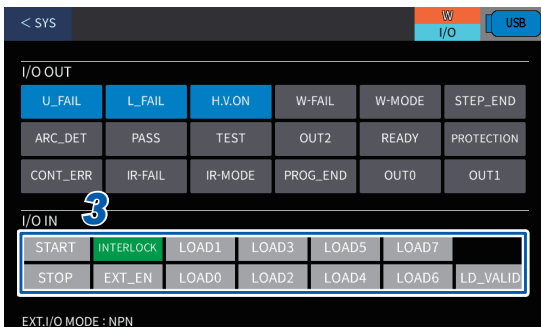 < SYS W I/O USB
I/O OUT
U_FAIL L_FAIL H.V.ON W-FAIL W-MODE STEP_END
ARC_DET PASS TEST OUT2 READY PROTECTION
CONT_ERR IR-FAIL IR-MODE PROG_END OUT0 OUT1
3
I/O IN
START INTERLOCK LOAD1 LOAD3 LOAD5 LOAD7
STOP EXT_EN LOAD0 LOAD2 LOAD4 LOAD6 LD_VALID
EXT.I/O MODE : NPN